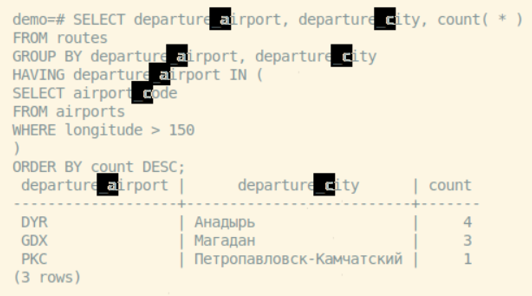 demo=# SELECT departure_airport, departure_city, count( * )
FROM routes
GROUP BY departure_airport, departure_city
HAVING departure_airport IN (
SELECT airport_code
FROM airports
WHERE longitude > 150
)
ORDER BY count DESC;
departure_airport | departure_city | count
-------------------+--------------------------+-------
DYR | Анадырь | 4
GDX | Магадан | 3
PKC | Петропавловск-Камчатский | 1
(3 rows)